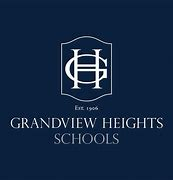 GH
Est. 1906
GRANDVIEW HEIGHTS
SCHOOLS